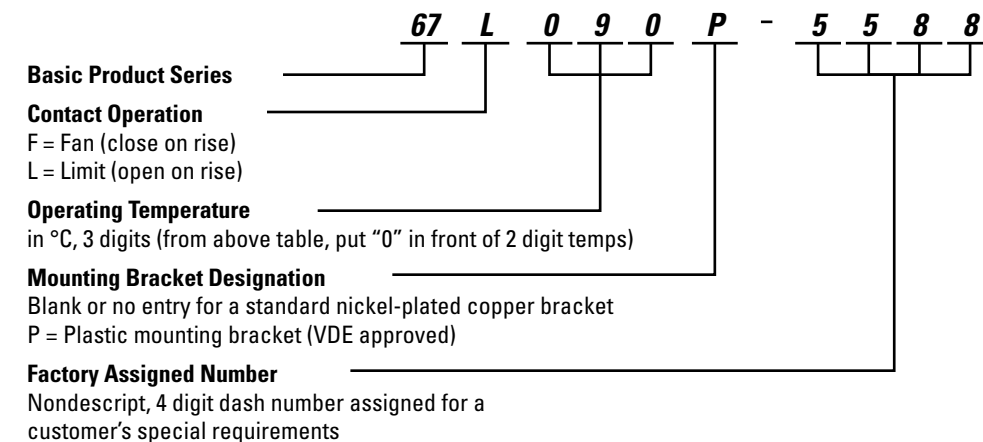 67 L 0 9 0 P - 5 5 8 8
Basic Product Series
Contact Operation
F = Fan (close on rise)
L = Limit (open on rise)
Operating Temperature
in °C, 3 digits (from above table, put “0” in front of 2 digit temps)
Mounting Bracket Designation
Blank or no entry for a standard nickel-plated copper bracket
P = Plastic mounting bracket (VDE approved)
Factory Assigned Number
Nondescript, 4 digit dash number assigned for a
customer’s special requirements